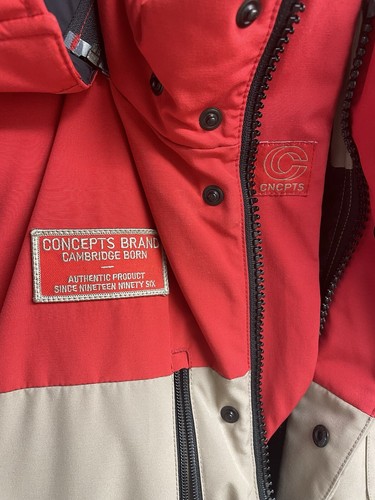 CNCPTS
CONCEPTS BRAND
CAMBRIDGE BORN
AUTHENTIC PRODUCT
SINCE NINETEEN NINETY SIX